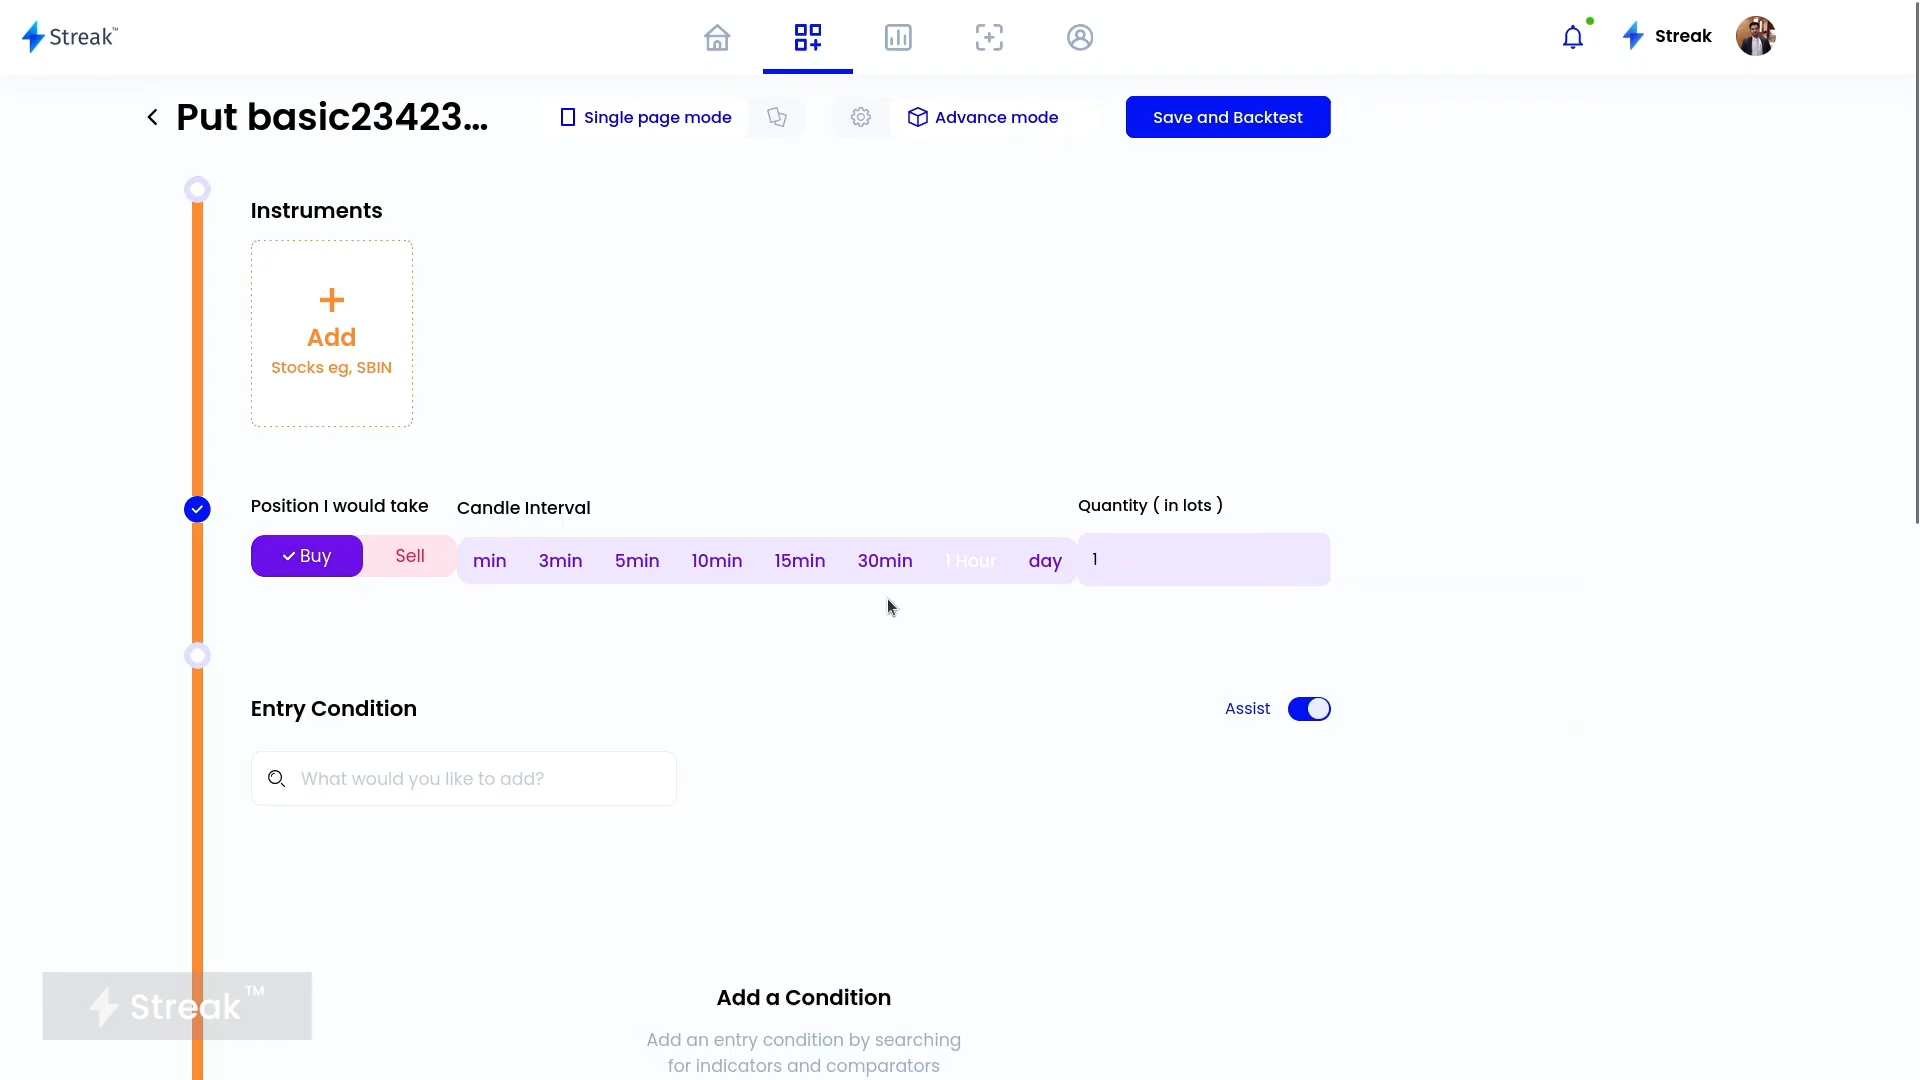 Streak™
Streak
Put basic23423...
Single page mode
Advance mode
Save and Backtest
Instruments
Add
Stocks eg, SBIN
Position I would take
Candle Interval
Quantity ( in lots )
Buy
Sell
min
3min
5min
10min
15min
30min
1 Hour
day
1
Entry Condition
Assist
What would you like to add?
Add a Condition
Add an entry condition by searching
for indicators and comparators
Streak™